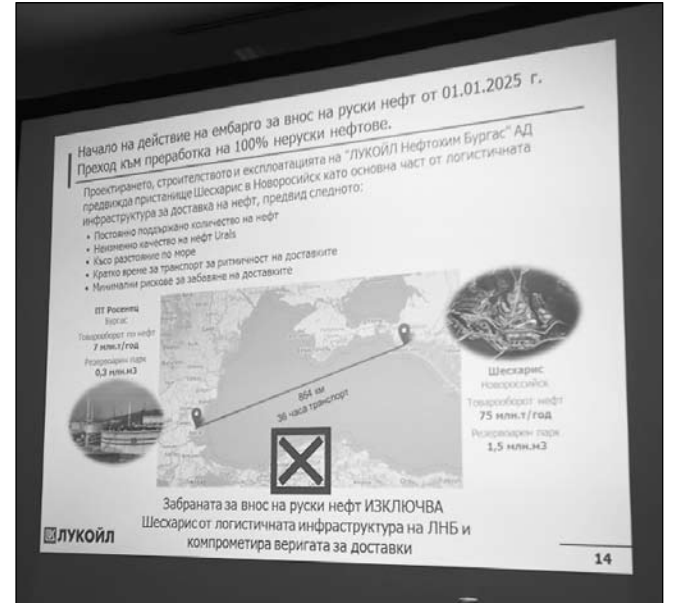 Начало на действие на ембарго за внос на руски нефт от 01.01.2025 г.
Преход към преработка на 100% неруски нефтове.
Проектирането, строителството и експлоатацията на "ЛУКОЙЛ Нефтохим Бургас" АД
предвижда пристанище Шесхарис в Новоросийск като основна част от логистичната
инфраструктура за доставка на нефт, предвид следното:
• Постоянно поддържано количество на нефт
• Неизменно качество на нефт Urals
• Късо разстояние по море
• Кратко време за транспорт за ритмичност на доставките
• Минимални рискове за забавяне на доставките
ПТ Росенец
Бургас
Товарооборот по нефт
7 млн.т/год
Резервоарен парк
0,3 млн.м3
864 км
36 часа транспорт
Шесхарис
Новороссийск
Товарооборот нефт
75 млн.т/год
Резервоарен парк
1,5 млн.м3
Забраната за внос на руски нефт ИЗКЛЮЧВА
Шесхарис от логистичната инфраструктура на ЛНБ и
компрометира веригата за доставки
ЛУКОЙЛ
14